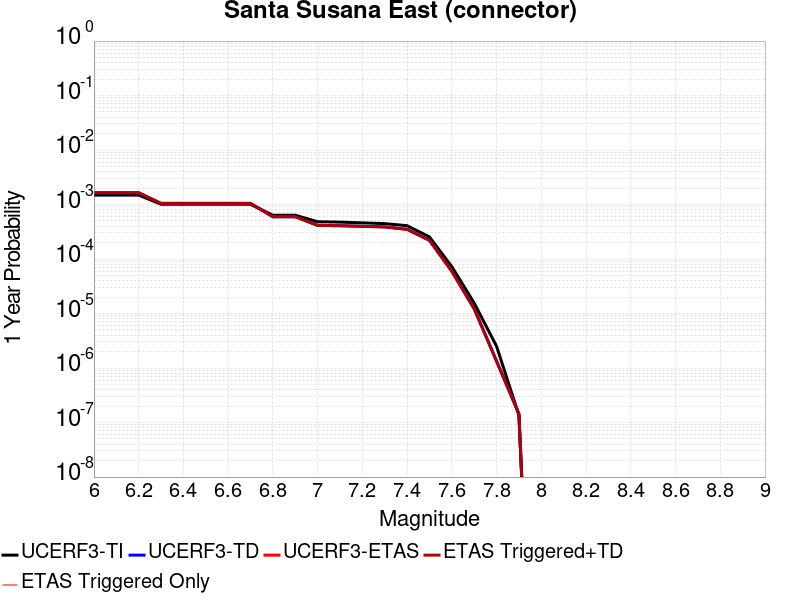 Santa Susana East (connector)
10^0
10^-1
10^-2
10^-3
10^-4
10^-5
10^-6
10^-7
10^-8
1 Year Probability
6 6.2 6.4 6.6 6.8 7 7.2 7.4 7.6 7.8 8 8.2 8.4 8.6 8.8 9
Magnitude
UCERF3-TI UCERF3-TD UCERF3-ETAS ETAS Triggered+TD
ETAS Triggered Only